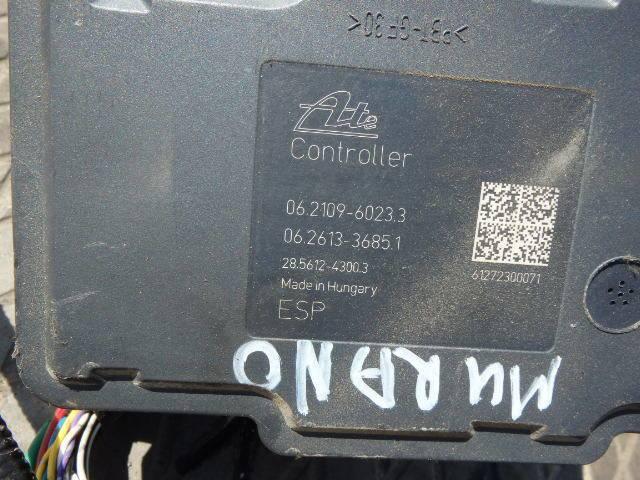 >PBT-GF30<
Ate
Controller
06.2109-6023.3
06.2613-3685.1
28.5612-4300.3
61272300071
Made in Hungary
ESP
MURANO